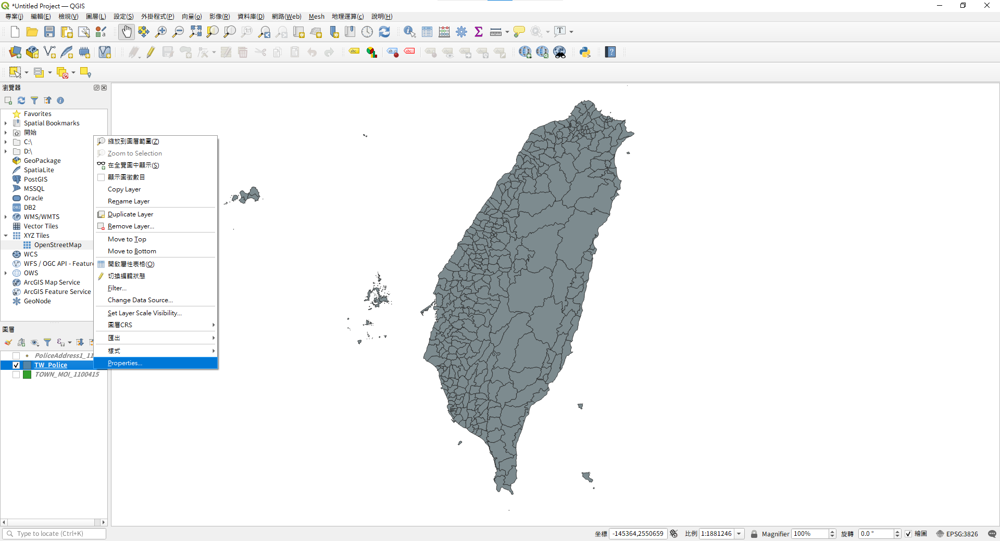 *Untitled Project — QGIS
專案(j) 編輯(E) 檢視(V) 圖層(L) 設定(S) 外掛程式(P) 向量(o) 影像(R) 資料庫(D) 網路(Web) Mesh 地理運算(c) 說明(H)
瀏覽器
Favorites
Spatial Bookmarks
開始
C:\
D:\
GeoPackage
SpatiaLite
PostGIS
MSSQL
Oracle
DB2
WMS/WMTS
Vector Tiles
XYZ Tiles
OpenStreetMap
WCS
WFS / OGC API - Feature
OWS
ArcGIS Map Service
ArcGIS Feature Service
GeoNode
縮放到圖層範圍(Z)
Zoom to Selection
在全覽圖中顯示(S)
顯示圖徵數目
Copy Layer
Rename Layer
Duplicate Layer
Remove Layer...
Move to Top
Move to Bottom
開啟屬性表格(O)
切換編輯狀態
Filter...
Change Data Source...
Set Layer Scale Visibility...
圖層CRS
匯出
樣式
Properties...
圖層
PoliceAddress1_11
TW_Police
TOWN_MOI_1100415
Type to locate (Ctrl+K)
坐標 -145364,2550659 比例 1:1881246 Magnifier 100% 旋轉 0.0 ° 繪圖 EPSG:3826